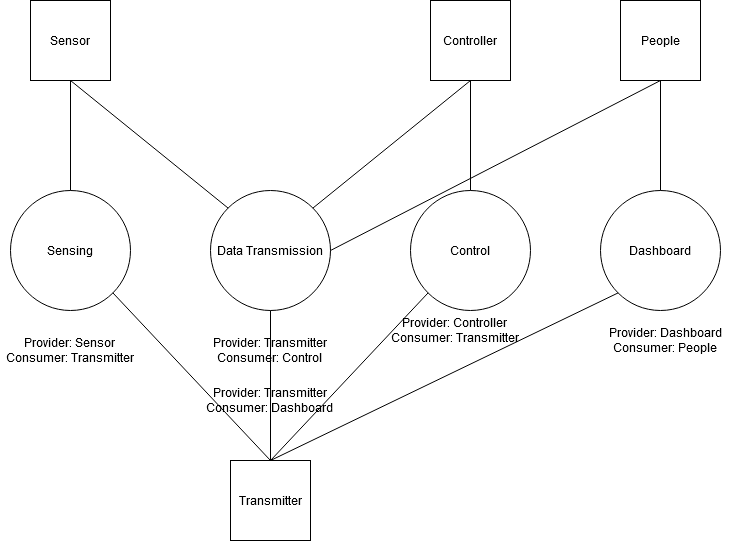 Sensor
Controller
People
Sensing
Data Transmission
Control
Dashboard
Provider: Sensor
Consumer: Transmitter
Provider: Transmitter
Consumer: Control
Provider: Transmitter
Consumer: Dashboard
Provider: Controller
Consumer: Transmitter
Provider: Dashboard
Consumer: People
Transmitter